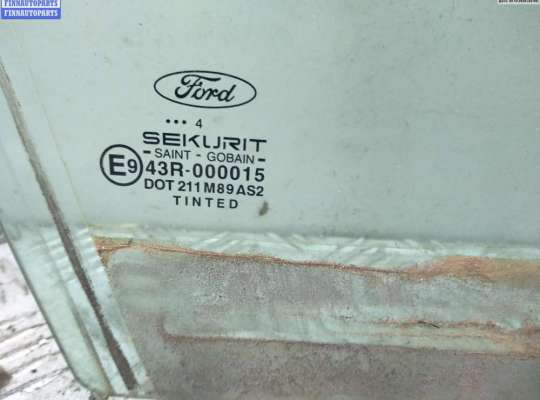 FINNAUTOPARTS
FINNAUTOPARTS
Ford
••• 4
SEKURIT
- SAINT - GOBAIN -
E9 43R-000015
DOT 211 M89 AS2
TINTED